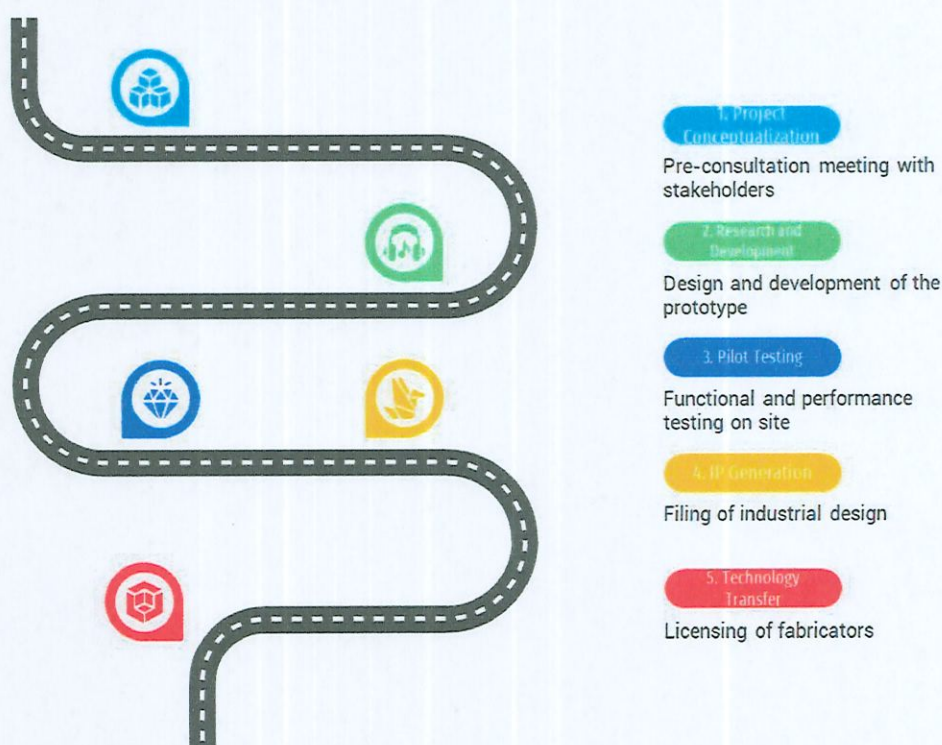 1. Project
Conceptualization
Pre-consultation meeting with
stakeholders
2. Research and
Development
Design and development of the
prototype
3. Pilot Testing
Functional and performance
testing on site
4. IP Generation
Filing of industrial design
5. Technology
Transfer
Licensing of fabricators